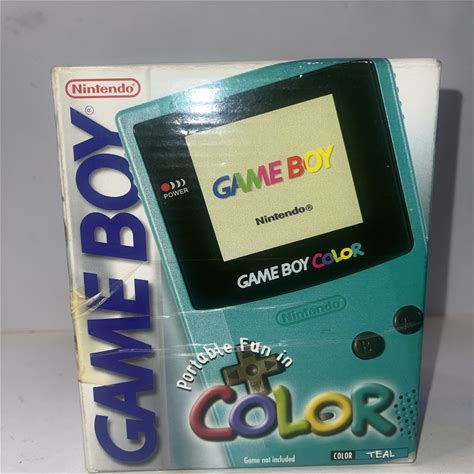 Nintendo®
GAME BOY
POWER
GAME BOY
Nintendo®
GAME BOY COLOR
Nintendo
B
A
Portable Fun in
COLOR
Game not included
COLOR TEAL